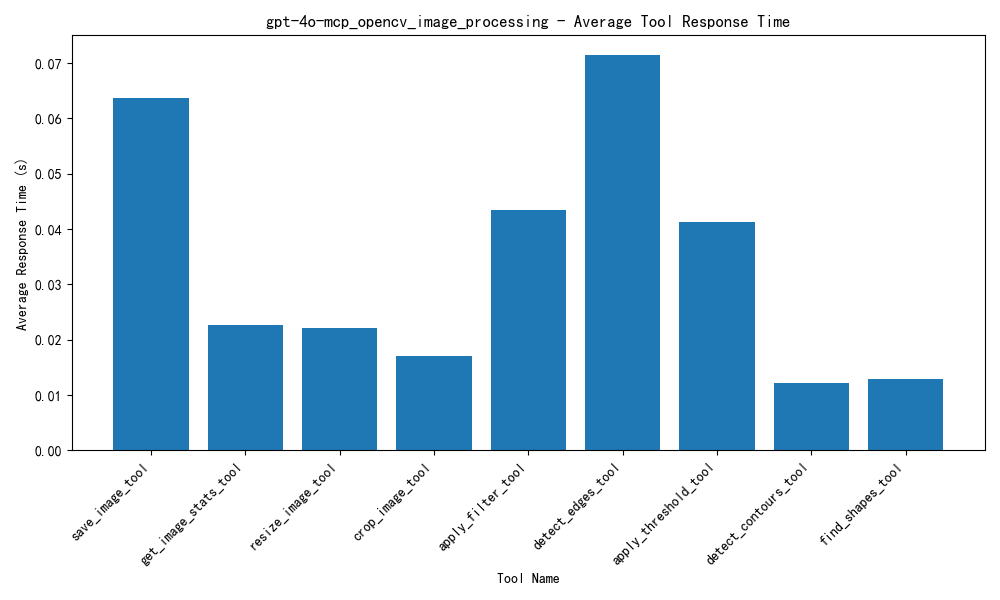 gpt-4o-mcp_opencv_image_processing - Average Tool Response Time
Average Response Time (s)
0.07
0.06
0.05
0.04
0.03
0.02
0.01
0.00
save_image_tool
get_image_stats_tool
resize_image_tool
crop_image_tool
apply_filter_tool
detect_edges_tool
apply_threshold_tool
detect_contours_tool
find_shapes_tool
Tool Name